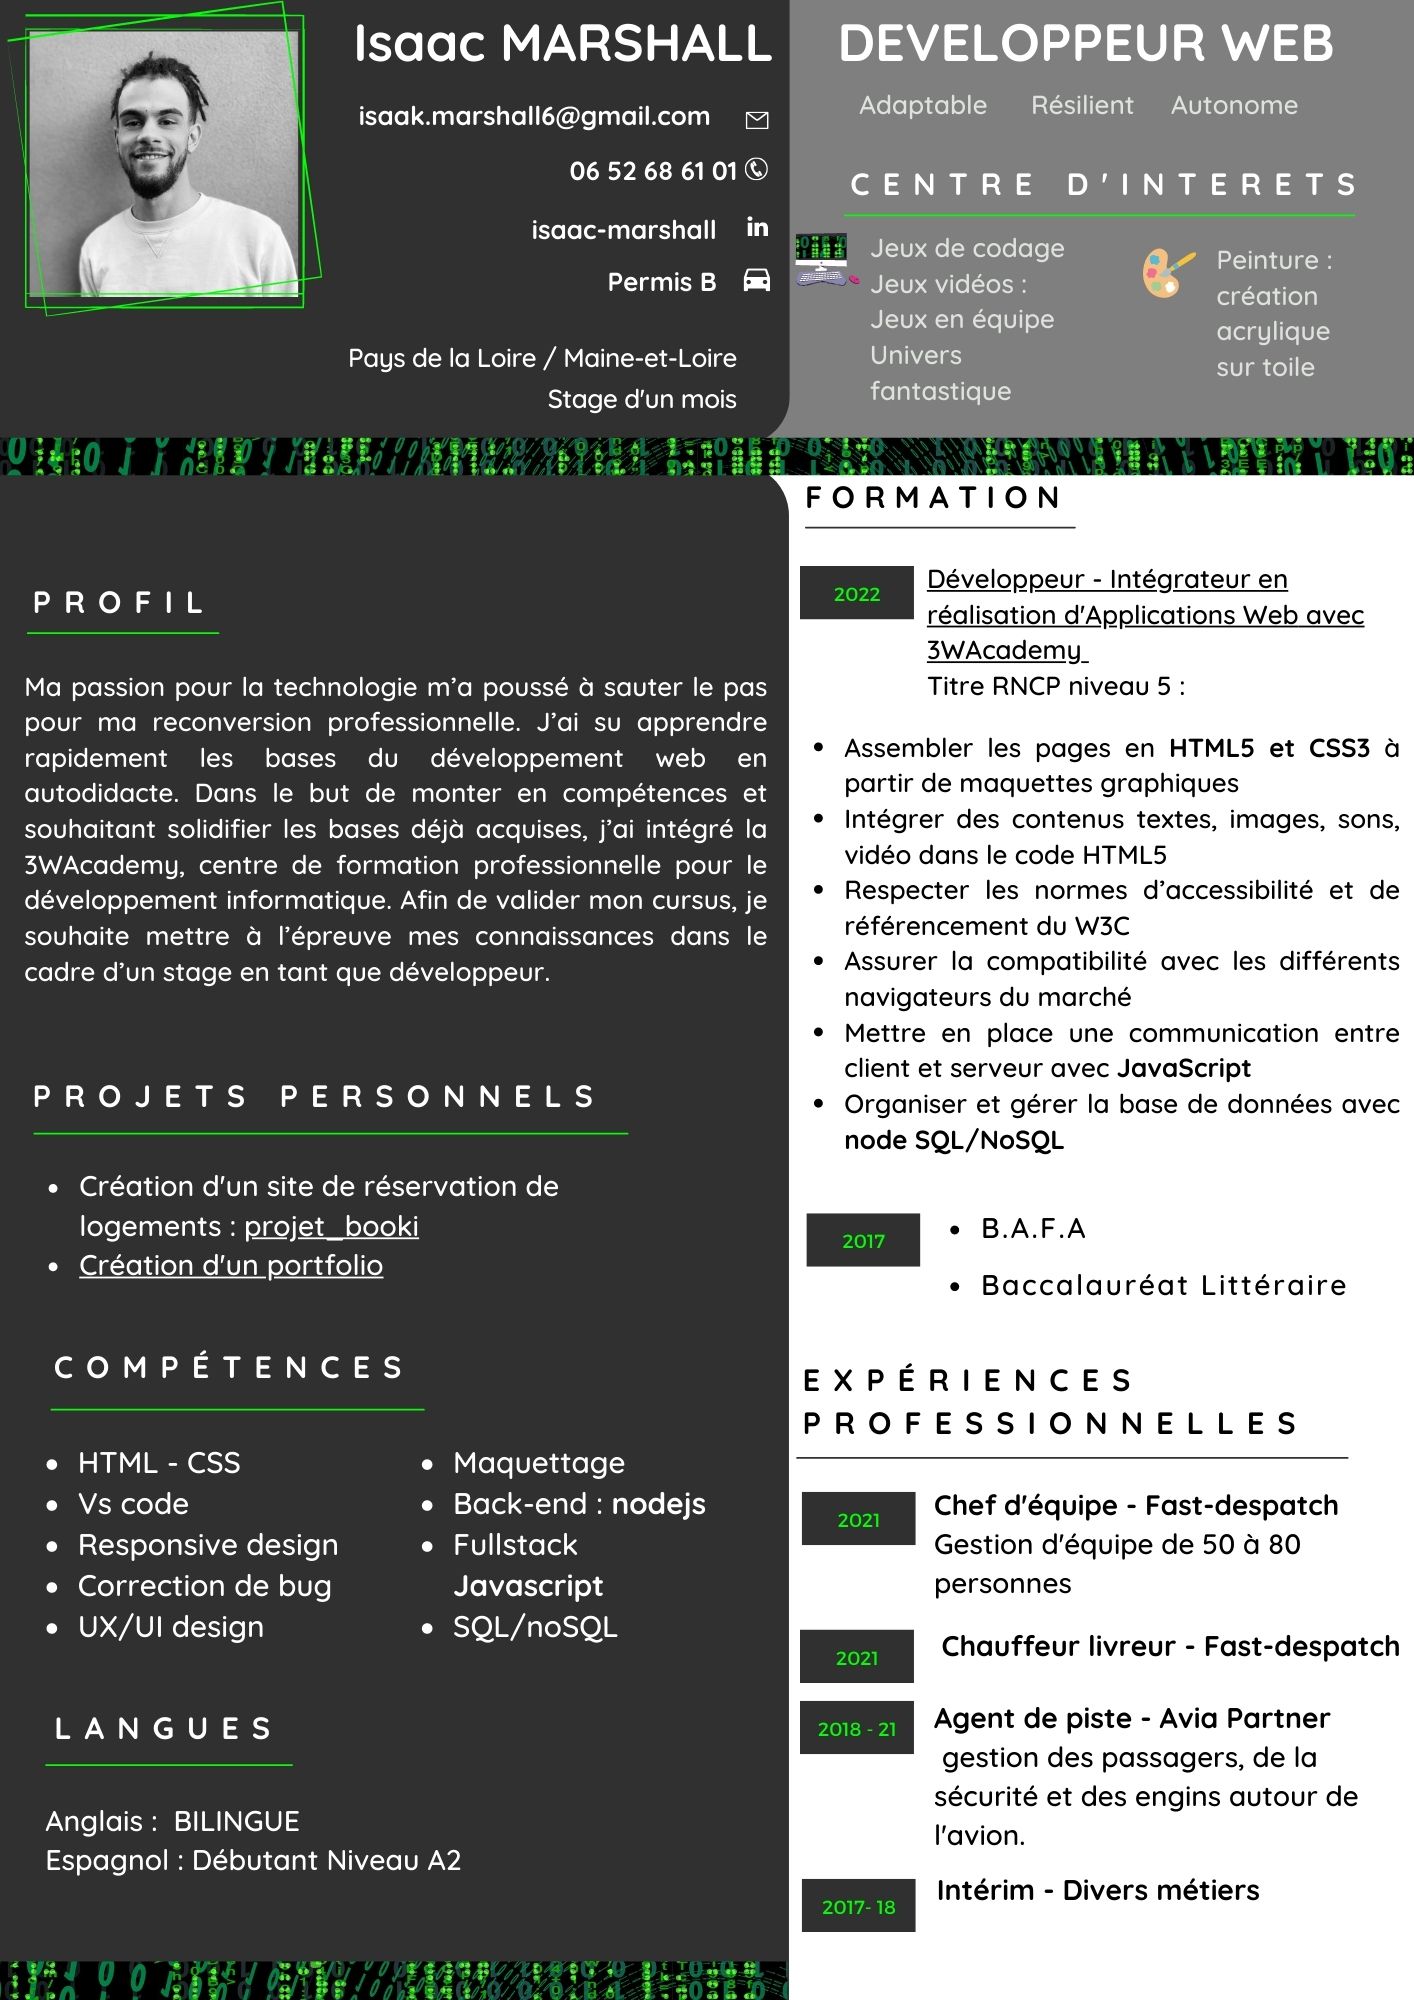 Isaac MARSHALL
isaak.marshall6@gmail.com
06 52 68 61 01
isaac-marshall
Permis B
Pays de la Loire / Maine-et-Loire
Stage d'un mois
DEVELOPPEUR WEB
Adaptable Résilient Autonome
CENTRE D'INTERETS
Jeux de codage
Jeux vidéos :
Jeux en équipe
Univers
fantastique
Peinture :
création
acrylique
sur toile
PROFIL
Ma passion pour la technologie m’a poussé à sauter le pas
pour ma reconversion professionnelle. J’ai su apprendre
rapidement les bases du développement web en
autodidacte. Dans le but de monter en compétences et
souhaitant solidifier les bases déjà acquises, j’ai intégré la
3WAcademy, centre de formation professionnelle pour le
développement informatique. Afin de valider mon cursus, je
souhaite mettre à l’épreuve mes connaissances dans le
cadre d’un stage en tant que développeur.
PROJETS PERSONNELS
• Création d'un site de réservation de
logements : projet_booki
• Création d'un portfolio
COMPÉTENCES
• HTML - CSS
• Vs code
• Responsive design
• Correction de bug
• UX/UI design
• Maquettage
• Back-end : nodejs
• Fullstack
Javascript
• SQL/noSQL
LANGUES
Anglais : BILINGUE
Espagnol : Débutant Niveau A2
FORMATION
2022
Développeur - Intégrateur en
réalisation d'Applications Web avec
3WAcademy
Titre RNCP niveau 5 :
• Assembler les pages en HTML5 et CSS3 à
partir de maquettes graphiques
• Intégrer des contenus textes, images, sons,
vidéo dans le code HTML5
• Respecter les normes d’accessibilité et de
référencement du W3C
• Assurer la compatibilité avec les différents
navigateurs du marché
• Mettre en place une communication entre
client et serveur avec JavaScript
• Organiser et gérer la base de données avec
node SQL/NoSQL
2017
• B.A.F.A
• Baccalauréat Littéraire
EXPÉRIENCES
PROFESSIONNELLES
2021
Chef d'équipe - Fast-despatch
Gestion d'équipe de 50 à 80
personnes
2021
Chauffeur livreur - Fast-despatch
2018 - 21
Agent de piste - Avia Partner
gestion des passagers, de la
sécurité et des engins autour de
l'avion.
2017- 18
Intérim - Divers métiers